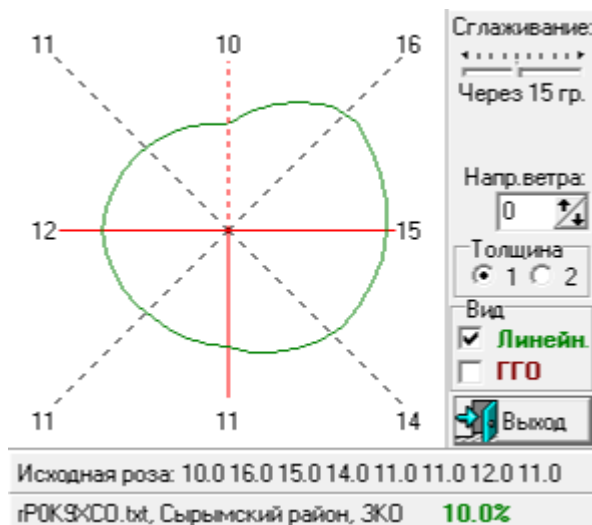 11 10 16
12 15
11 11 14
Сглаживание:
Через 15 гр.
Напр.ветра:
0
Толщина
1 2
Вид
Линейн.
ГГО
Выход
Исходная роза: 10.0 16.0 15.0 14.0 11.0 11.0 12.0 11.0
rP0K9XC0.txt, Сырымский район, ЗКО 10.0%